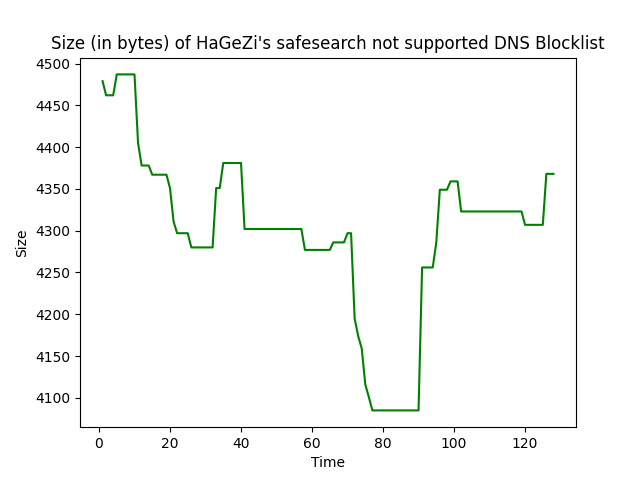 Size (in bytes) of HaGeZi's safesearch not supported DNS Blocklist
4500
4450
4400
4350
4300
4250
4200
4150
4100
Size
0 20 40 60 80 100 120
Time